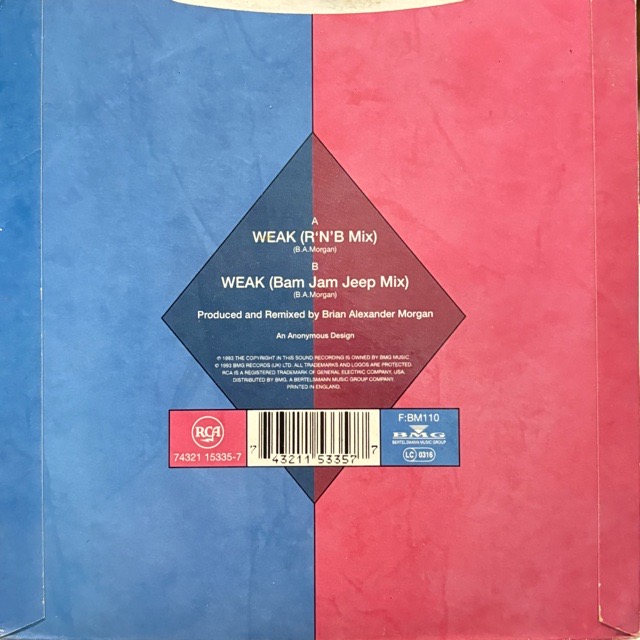 A
WEAK (R'N'B Mix)
(B.A.Morgan)
B
WEAK (Bam Jam Jeep Mix)
(B.A.Morgan)
Produced and Remixed by Brian Alexander Morgan
An Anonymous Design
℗ 1993 THE COPYRIGHT IN THIS SOUND RECORDING IS OWNED BY BMG MUSIC.
© 1993 BMG RECORDS (UK) LTD. ALL TRADEMARKS AND LOGOS ARE PROTECTED.
RCA IS A REGISTERED TRADEMARK OF GENERAL ELECTRIC COMPANY, USA.
DISTRIBUTED BY BMG, A BERTELSMANN MUSIC GROUP COMPANY.
PRINTED IN ENGLAND.
RCA
74321 15335-7
7 43211 53357 7
F:BM110
BMG
BERTELSMANN MUSIC GROUP
LC 0316